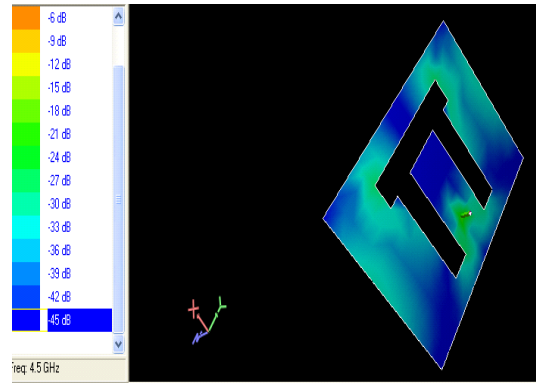 -6 dB
-9 dB
-12 dB
-15 dB
-18 dB
-21 dB
-24 dB
-27 dB
-30 dB
-33 dB
-36 dB
-39 dB
-42 dB
-45 dB
Freq: 4.5 GHz
X
Y
Z